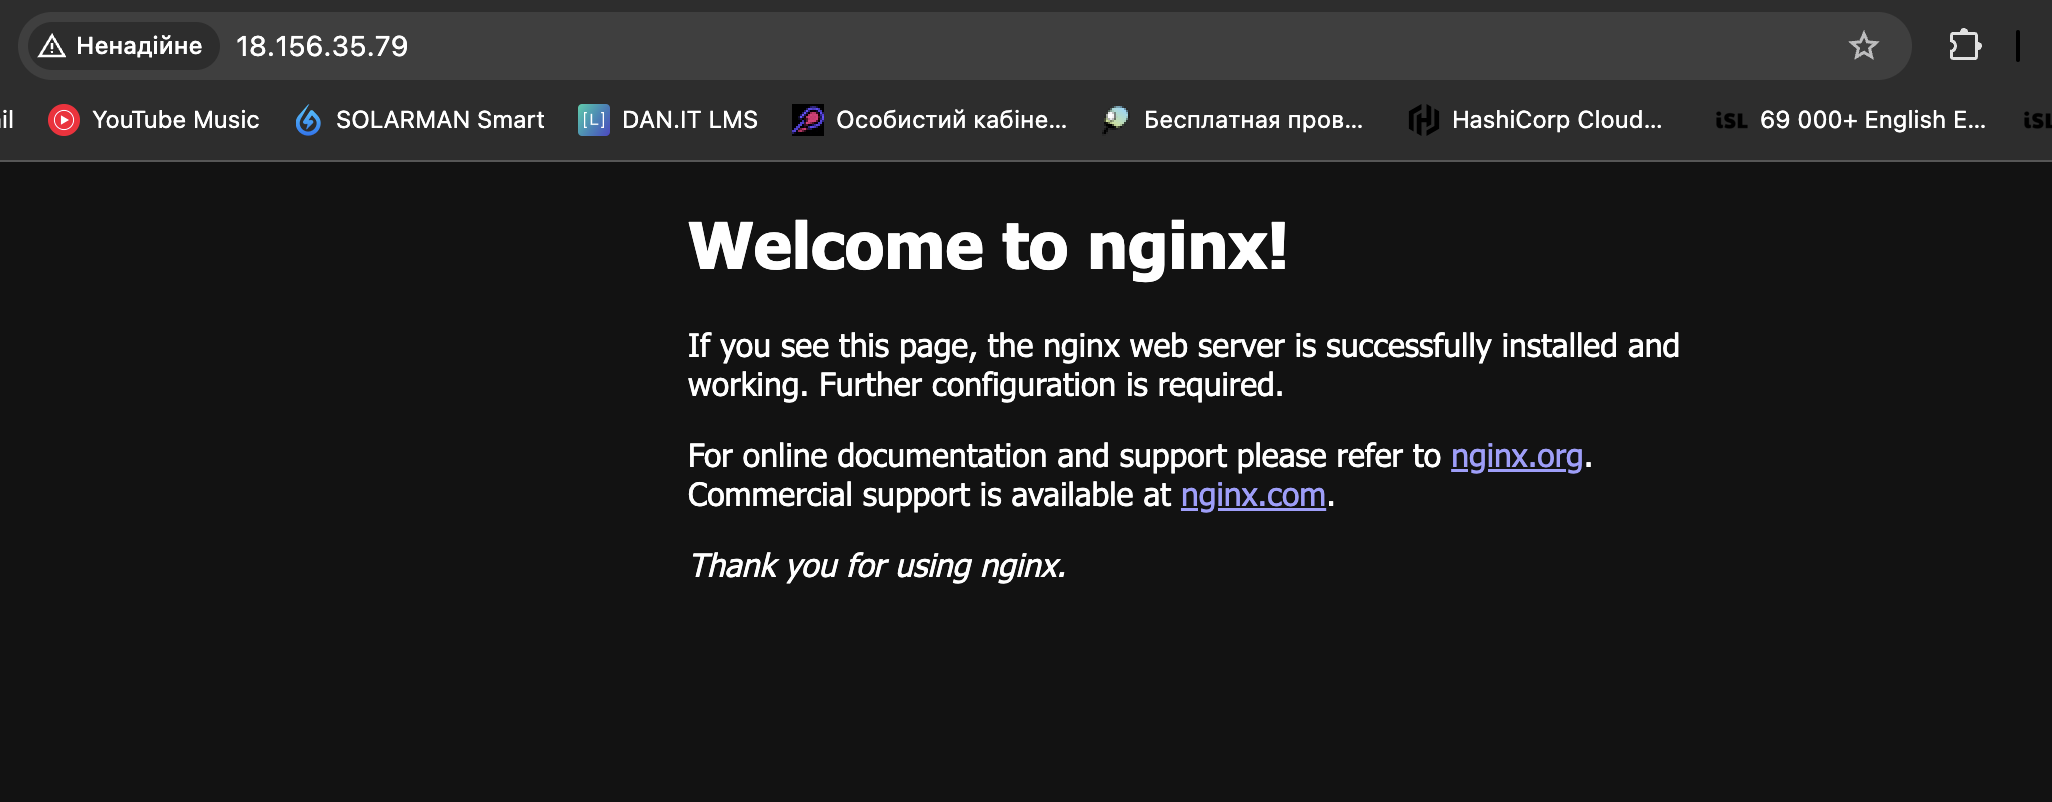 Ненадійне 18.156.35.79
il YouTube Music SOLARMAN Smart [L] DAN.IT LMS Особистий кабіне... Бесплатная пров... HashiCorp Cloud... iSL 69 000+ English E... iSL
Welcome to nginx!
If you see this page, the nginx web server is successfully installed and
working. Further configuration is required.
For online documentation and support please refer to nginx.org.
Commercial support is available at nginx.com.
Thank you for using nginx.